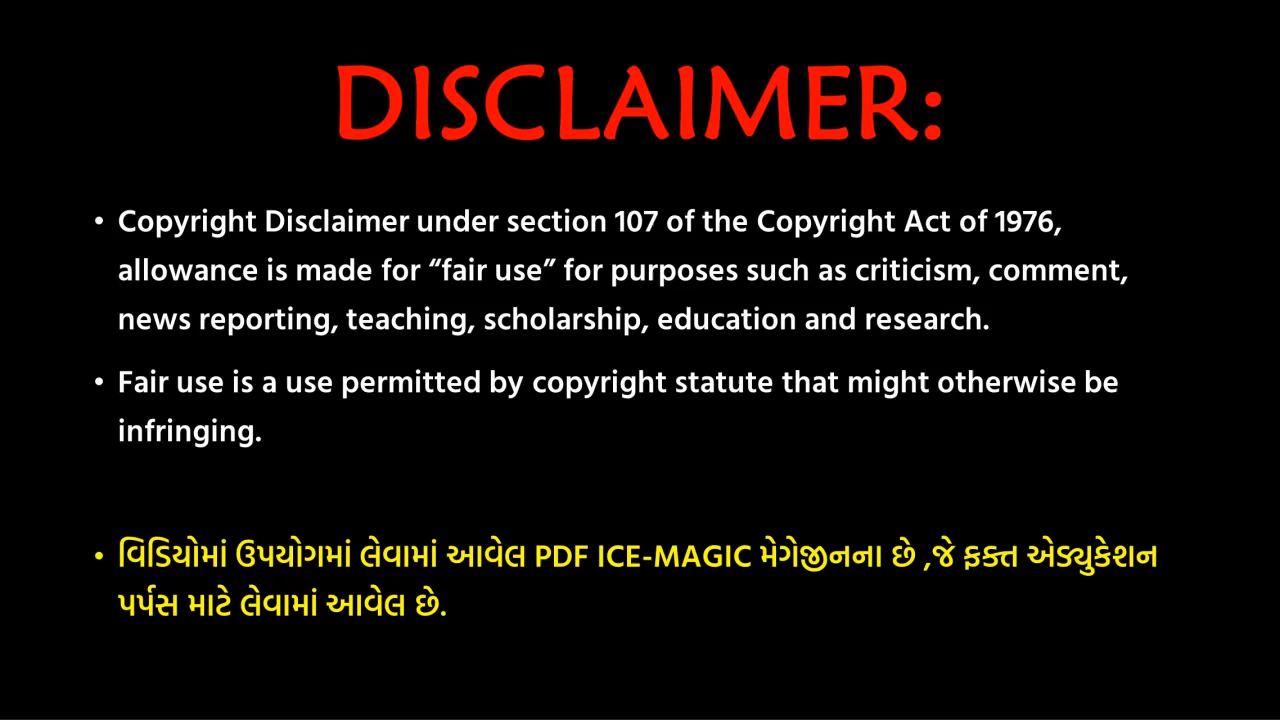 DISCLAIMER:
• Copyright Disclaimer under section 107 of the Copyright Act of 1976,
allowance is made for “fair use” for purposes such as criticism, comment,
news reporting, teaching, scholarship, education and research.
• Fair use is a use permitted by copyright statute that might otherwise be
infringing.
• વિડિયોમાં ઉપયોગમાં લેવામાં આવેલ PDF ICE-MAGIC મેગેજીનના છે ,જે ફક્ત એડ્યુકેશન
પર્પસ માટે લેવામાં આવેલ છે.